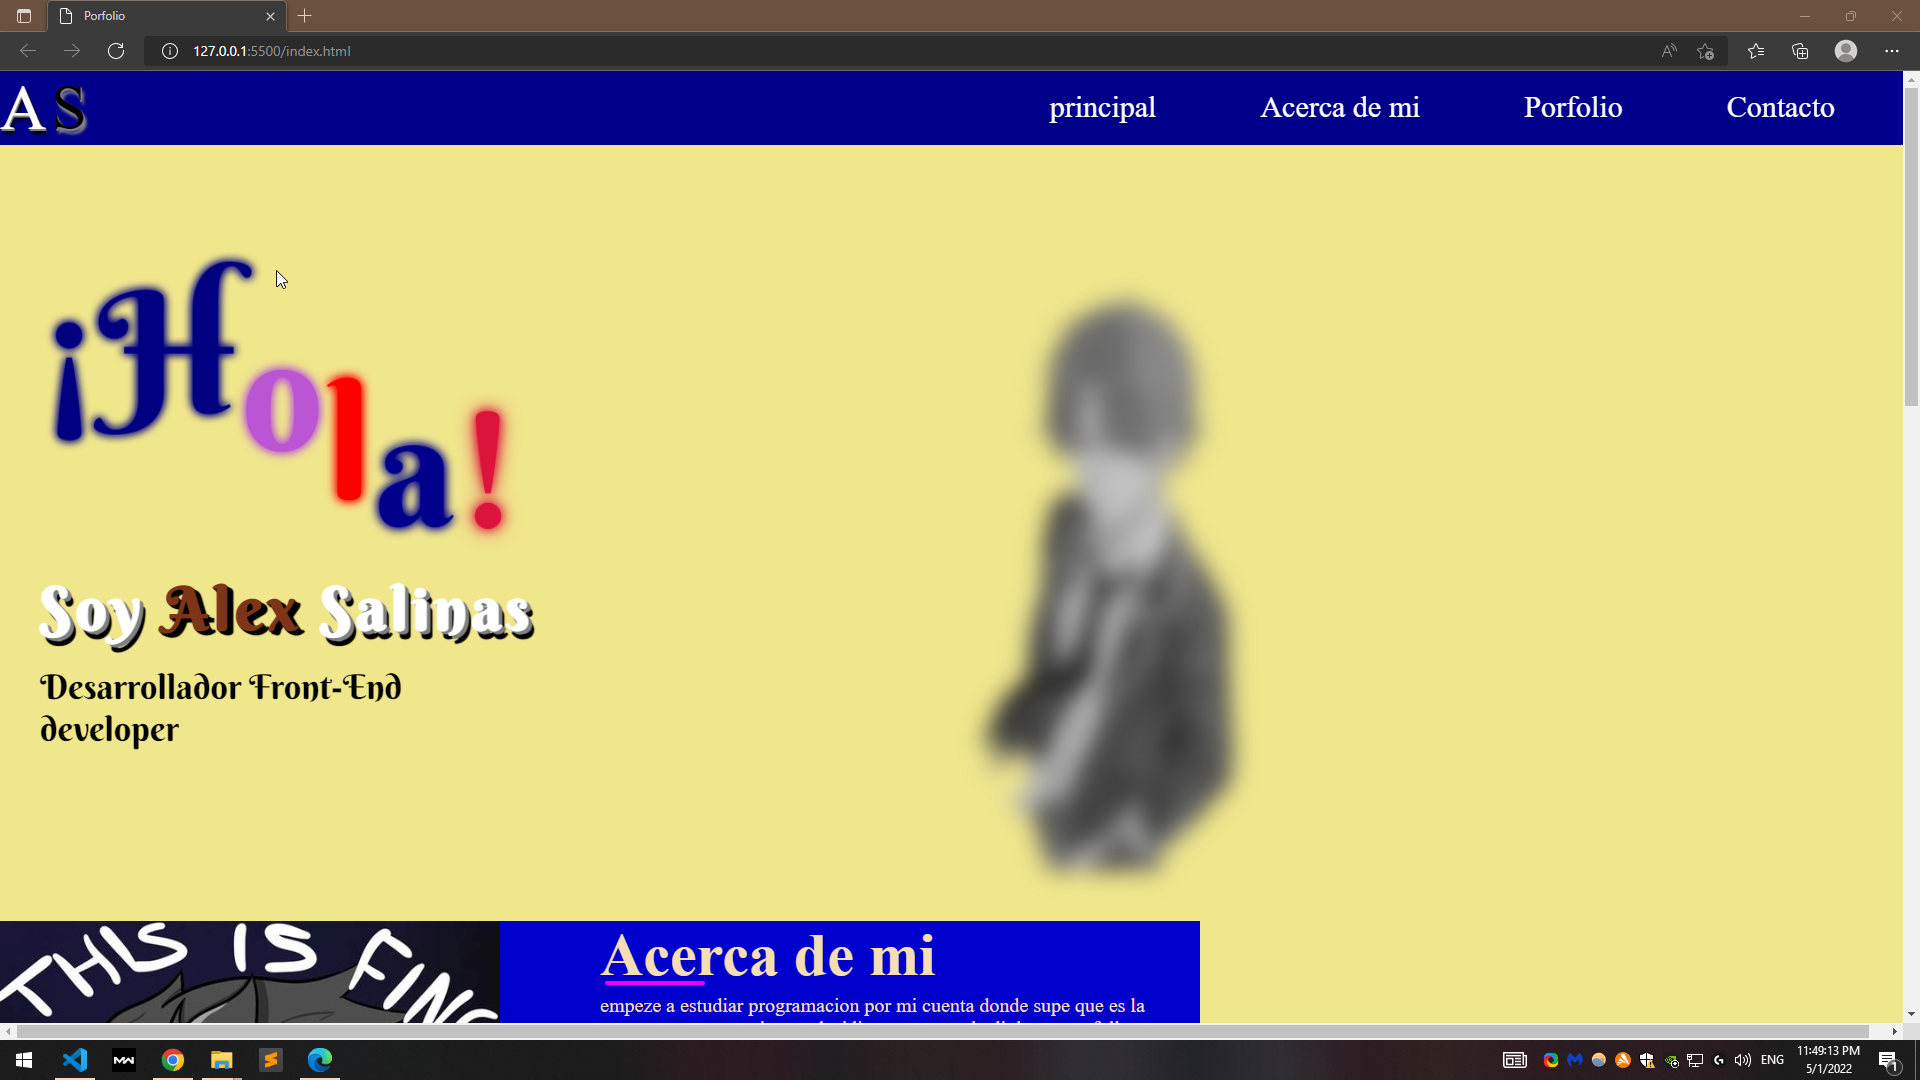 Porfolio
127.0.0.1:5500/index.html
A S
principal Acerca de mi Porfolio Contacto
¡Hola!
Soy Alex Salinas
Desarrollador Front-End
developer
THIS IS FINE
Acerca de mi
empeze a estudiar programacion por mi cuenta donde supe que es la
ENG
11:49:13 PM
5/1/2022
1